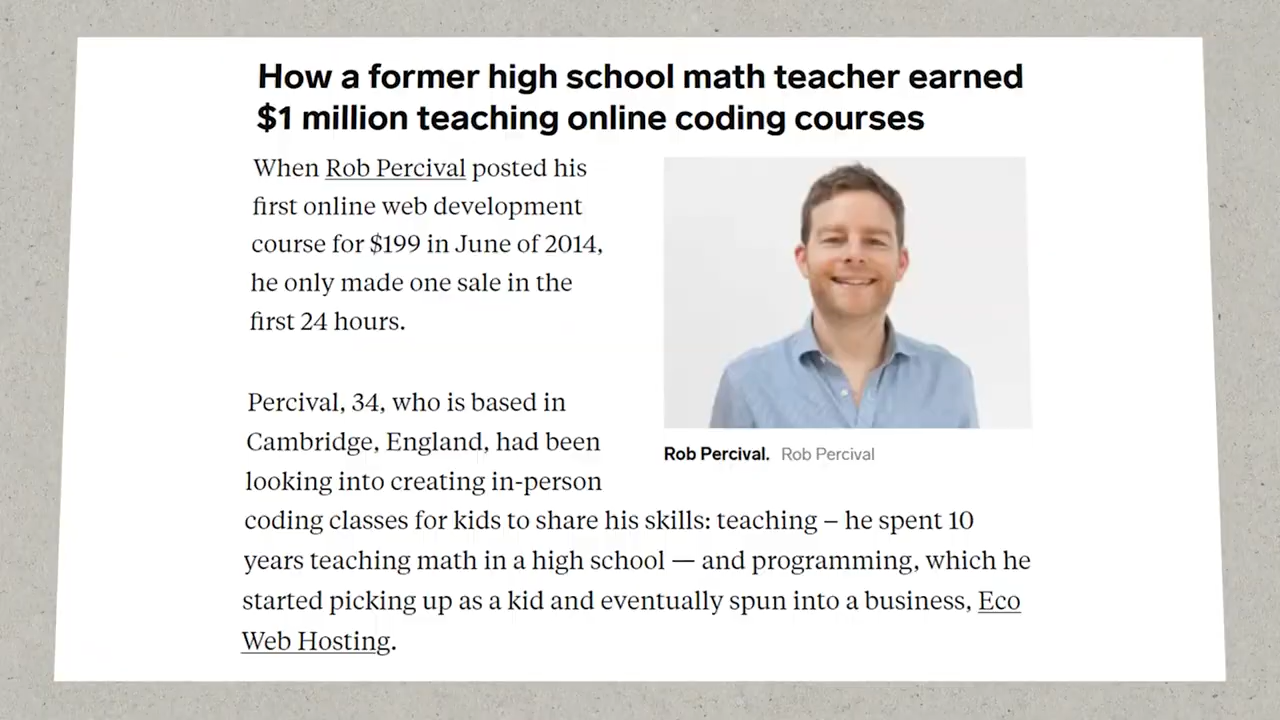 How a former high school math teacher earned
$1 million teaching online coding courses
When Rob Percival posted his
first online web development
course for $199 in June of 2014,
he only made one sale in the
first 24 hours.
Percival, 34, who is based in
Cambridge, England, had been
looking into creating in-person
coding classes for kids to share his skills: teaching – he spent 10
years teaching math in a high school — and programming, which he
started picking up as a kid and eventually spun into a business, Eco
Web Hosting.
Rob Percival. Rob Percival